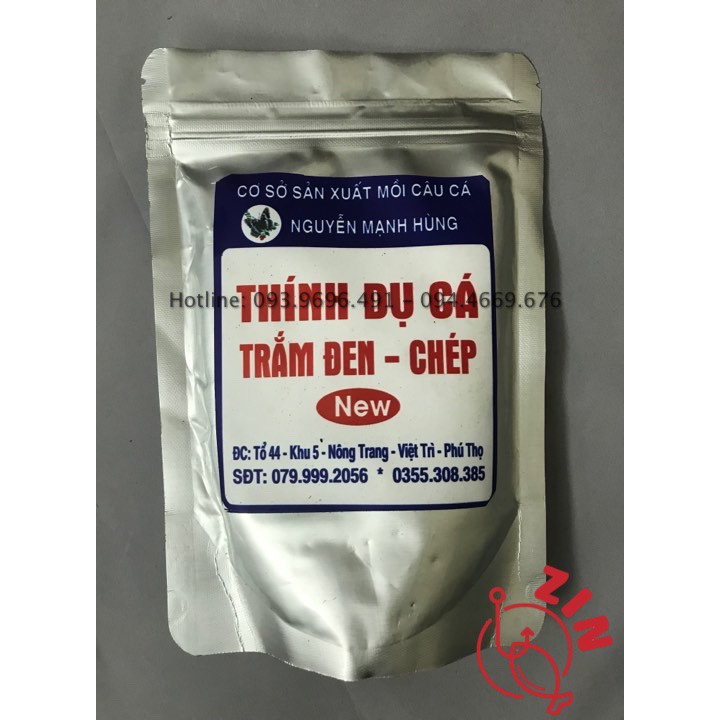 CƠ SỞ SẢN XUẤT MỒI CÂU CÁ
NGUYỄN MẠNH HÙNG
THÍNH DỤ CÁ
Hotline: 093.9696.491 - 094.4669.676
TRẮM ĐEN - CHÉP
New
ĐC: Tổ 44 - Khu 5 - Nông Trang - Việt Trì - Phú Thọ
SĐT: 079.999.2056 * 0355.308.385
ZIN